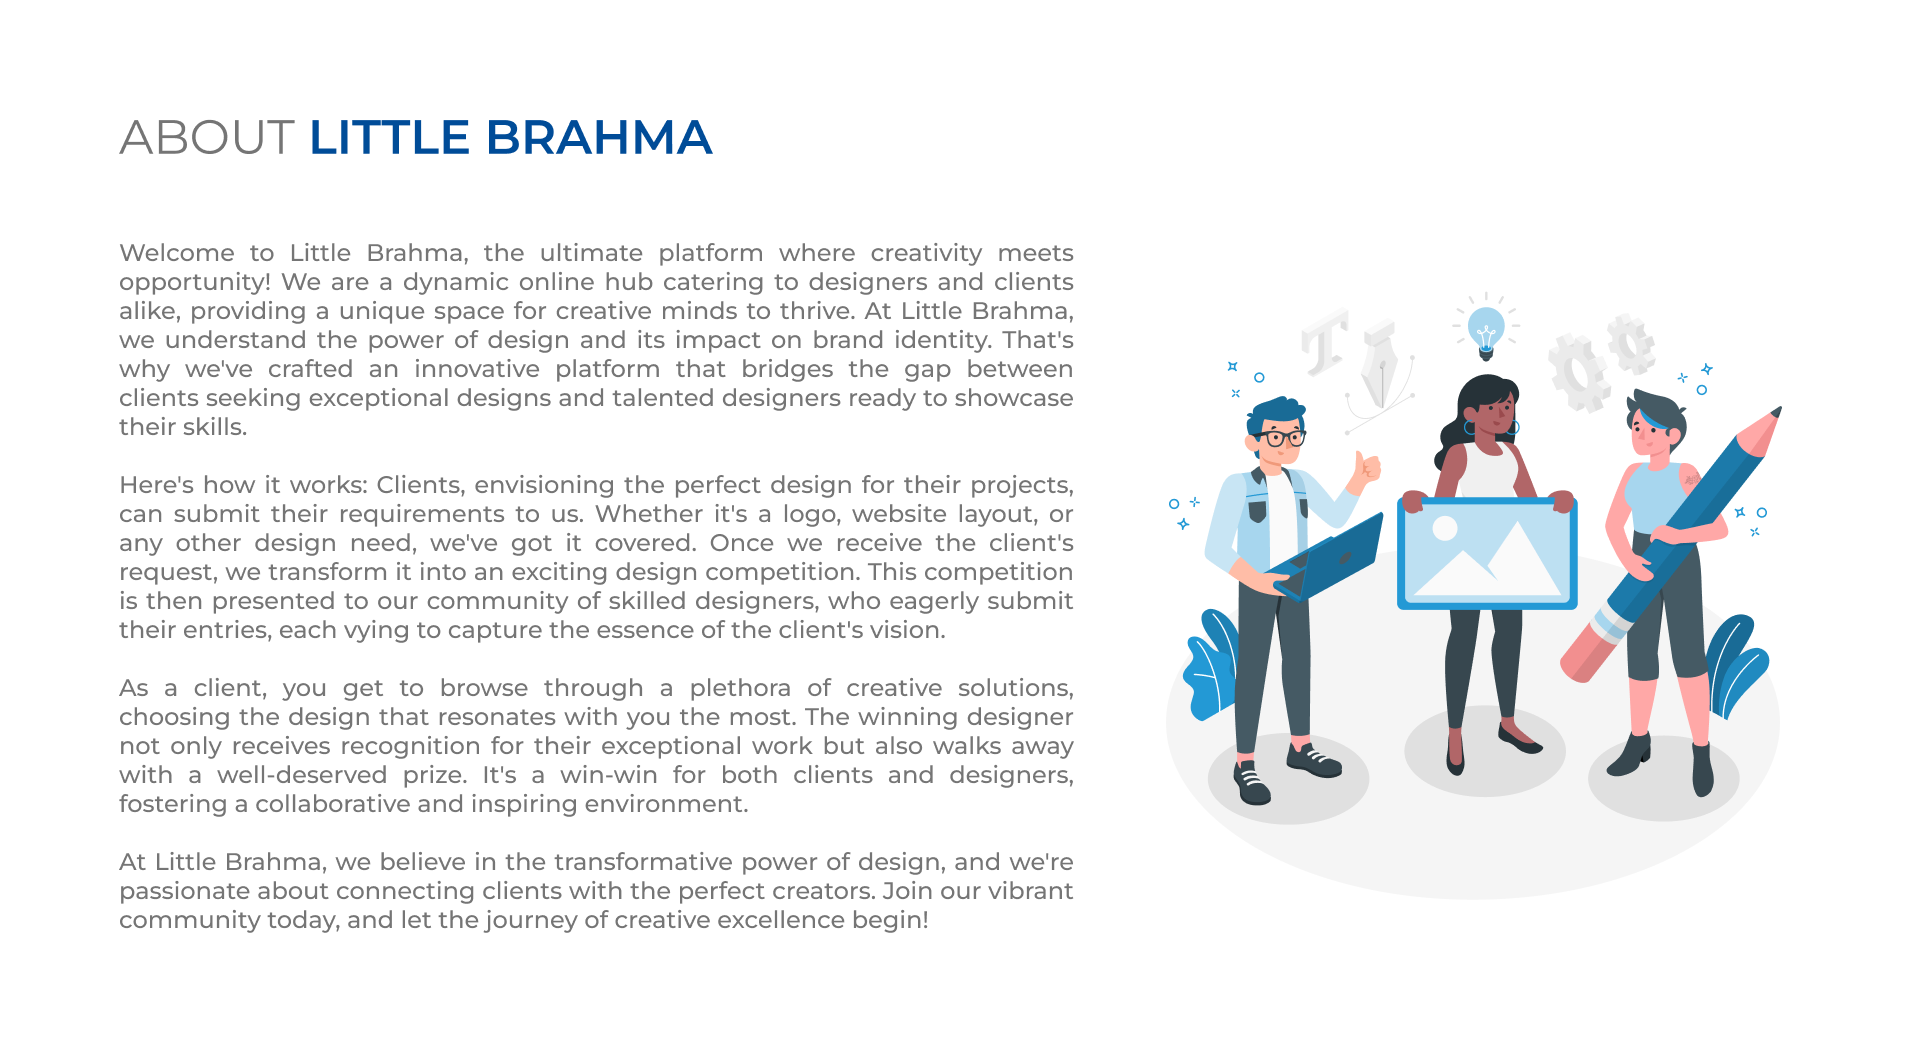 ABOUT LITTLE BRAHMA
Welcome to Little Brahma, the ultimate platform where creativity meets
opportunity! We are a dynamic online hub catering to designers and clients
alike, providing a unique space for creative minds to thrive. At Little Brahma,
we understand the power of design and its impact on brand identity. That's
why we've crafted an innovative platform that bridges the gap between
clients seeking exceptional designs and talented designers ready to showcase
their skills.
Here's how it works: Clients, envisioning the perfect design for their projects,
can submit their requirements to us. Whether it's a logo, website layout, or
any other design need, we've got it covered. Once we receive the client's
request, we transform it into an exciting design competition. This competition
is then presented to our community of skilled designers, who eagerly submit
their entries, each vying to capture the essence of the client's vision.
As a client, you get to browse through a plethora of creative solutions,
choosing the design that resonates with you the most. The winning designer
not only receives recognition for their exceptional work but also walks away
with a well-deserved prize. It's a win-win for both clients and designers,
fostering a collaborative and inspiring environment.
At Little Brahma, we believe in the transformative power of design, and we're
passionate about connecting clients with the perfect creators. Join our vibrant
community today, and let the journey of creative excellence begin!
T